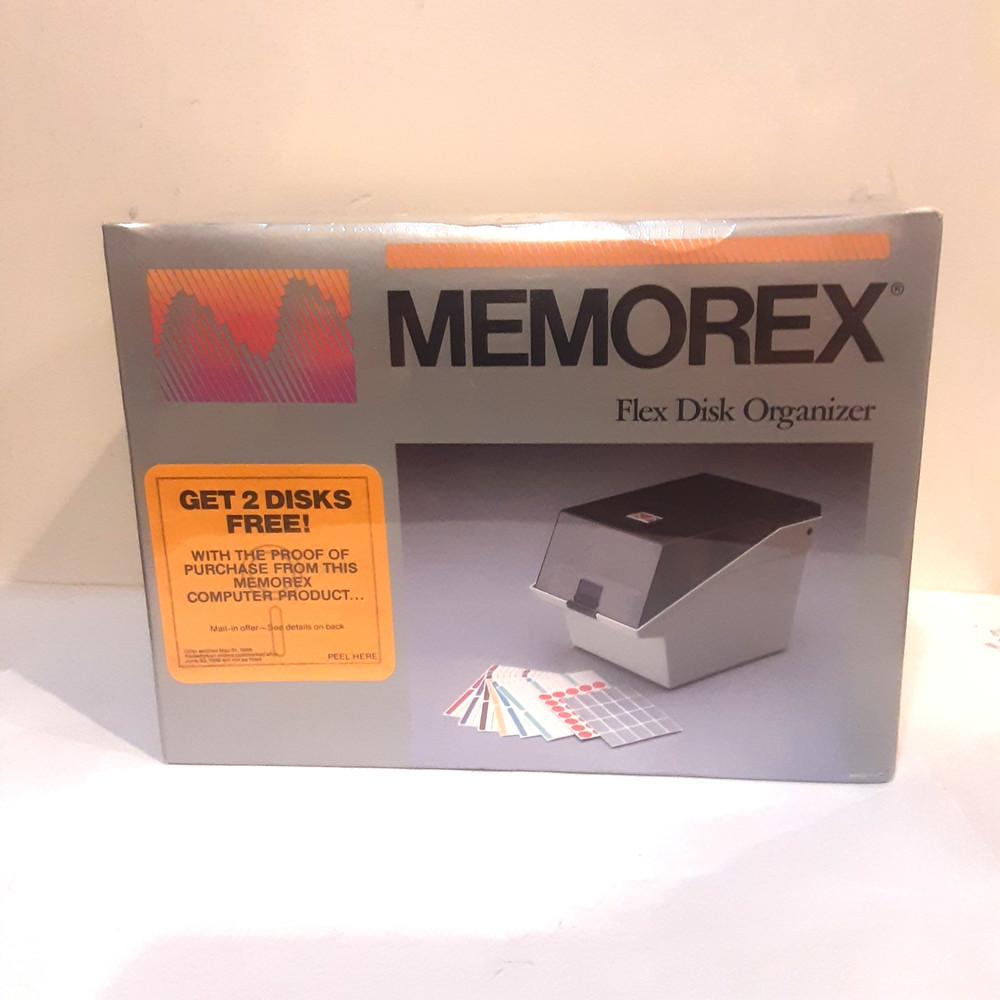 MEMOREX®
Flex Disk Organizer
GET 2 DISKS
FREE!
WITH THE PROOF OF
PURCHASE FROM THIS
MEMOREX
COMPUTER PRODUCT...
Mail-in offer—See details on back
PEEL HERE